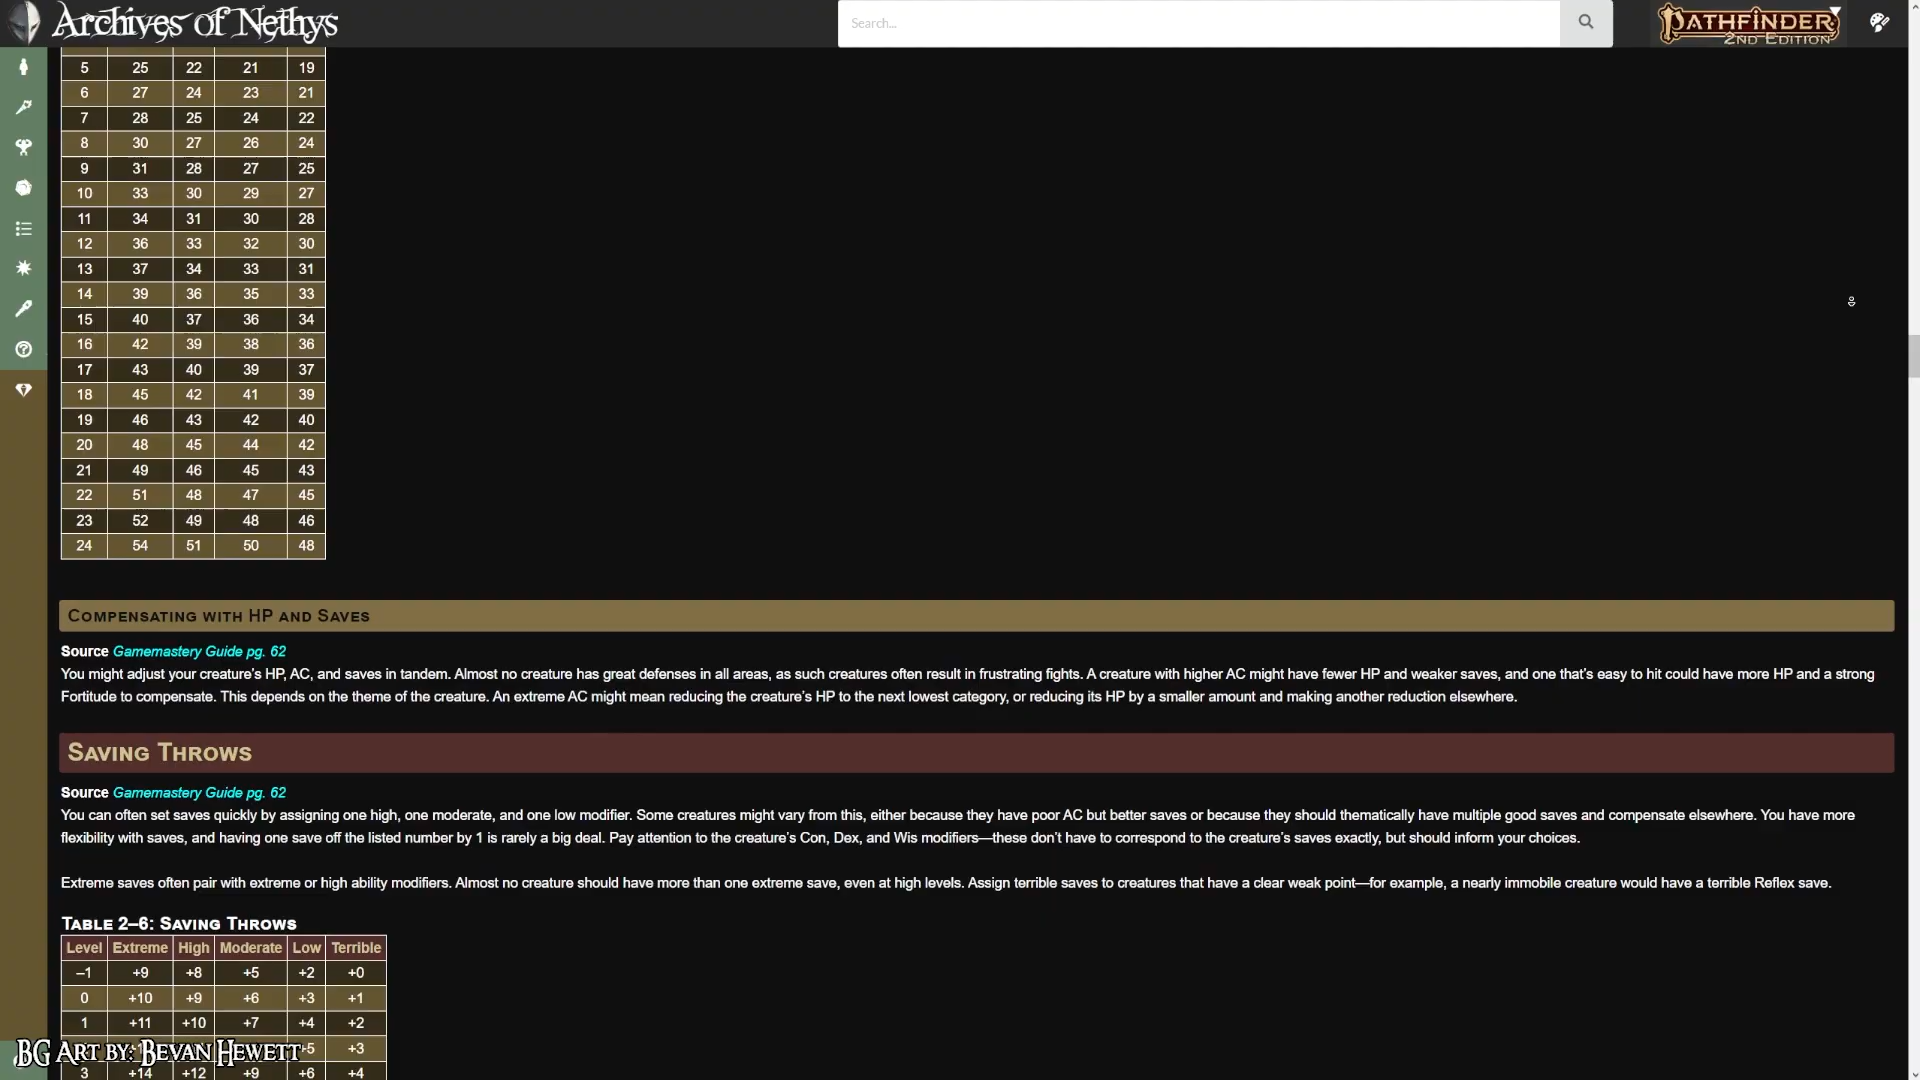 Archives of Nethys
Search...
PATHFINDER
2ND EDITION
5 25 22 21 19
6 27 24 23 21
7 28 25 24 22
8 30 27 26 24
9 31 28 27 25
10 33 30 29 27
11 34 31 30 28
12 36 33 32 30
13 37 34 33 31
14 39 36 35 33
15 40 37 36 34
16 42 39 38 36
17 43 40 39 37
18 45 42 41 39
19 46 43 42 40
20 48 45 44 42
21 49 46 45 43
22 51 48 47 45
23 52 49 48 46
24 54 51 50 48
Compensating with HP and Saves
Source Gamemastery Guide pg. 62
You might adjust your creature's HP, AC, and saves in tandem. Almost no creature has great defenses in all areas, as such creatures often result in frustrating fights. A creature with higher AC might have fewer HP and weaker saves, and one that's easy to hit could have more HP and a strong
Fortitude to compensate. This depends on the theme of the creature. An extreme AC might mean reducing the creature's HP to the next lowest category, or reducing its HP by a smaller amount and making another reduction elsewhere.
Saving Throws
Source Gamemastery Guide pg. 62
You can often set saves quickly by assigning one high, one moderate, and one low modifier. Some creatures might vary from this, either because they have poor AC but better saves or because they should thematically have multiple good saves and compensate elsewhere. You have more
flexibility with saves, and having one save off the listed number by 1 is rarely a big deal. Pay attention to the creature's Con, Dex, and Wis modifiers—these don't have to correspond to the creature's saves exactly, but should inform your choices.
Extreme saves often pair with extreme or high ability modifiers. Almost no creature should have more than one extreme save, even at high levels. Assign terrible saves to creatures that have a clear weak point—for example, a nearly immobile creature would have a terrible Reflex save.
Table 2–6: Saving Throws
Level Extreme High Moderate Low Terrible
–1 +9 +8 +5 +2 +0
0 +10 +9 +6 +3 +1
1 +11 +10 +7 +4 +2
+5 +3
BG Art by: Bevan Hewett
3 +14 +12 +9 +6 +4